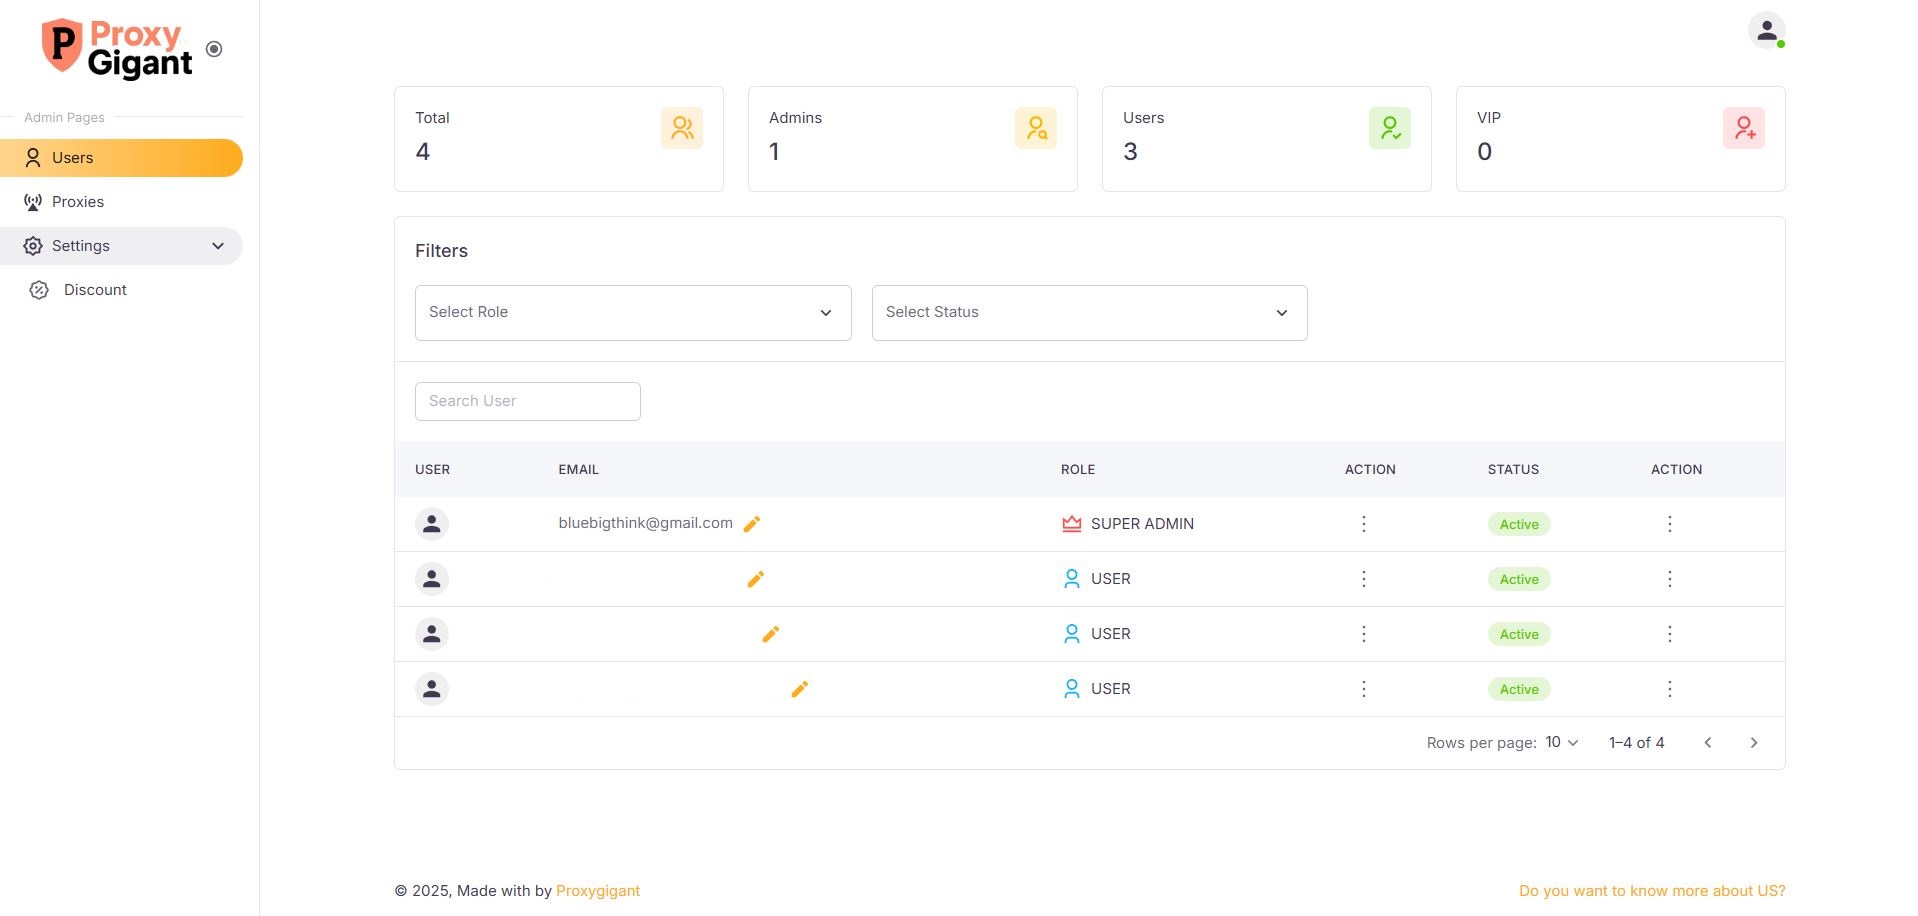 Proxy
Gigant
Admin Pages
Users
Proxies
Settings
Discount
Total
4
Admins
1
Users
3
VIP
0
Filters
Select Role
Select Status
Search User
USER EMAIL ROLE ACTION STATUS ACTION
bluebigthink@gmail.com SUPER ADMIN Active
USER Active
USER Active
USER Active
Rows per page: 10 1–4 of 4
© 2025, Made with by Proxygigant
Do you want to know more about US?